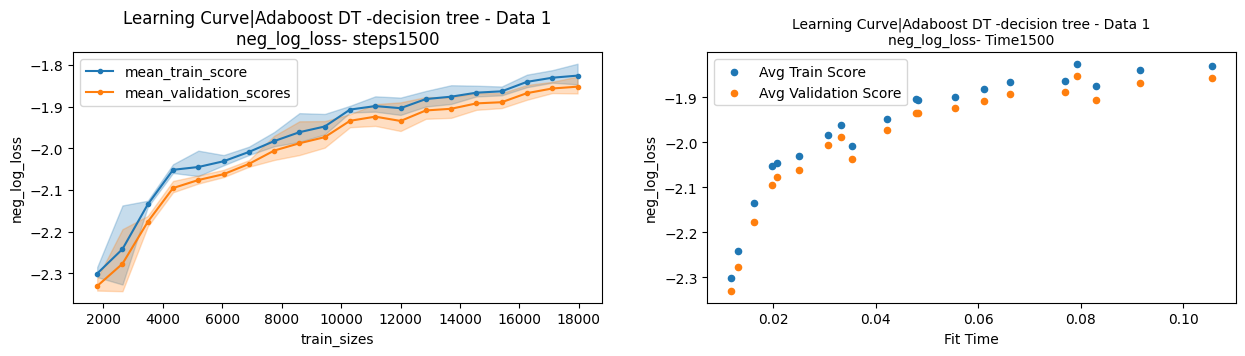 Learning Curve|Adaboost DT -decision tree - Data 1
neg_log_loss- steps1500
mean_train_score
mean_validation_scores
neg_log_loss
−1.8
−1.9
−2.0
−2.1
−2.2
−2.3
2000 4000 6000 8000 10000 12000 14000 16000 18000
train_sizes
Learning Curve|Adaboost DT -decision tree - Data 1
neg_log_loss- Time1500
Avg Train Score
Avg Validation Score
neg_log_loss
−1.9
−2.0
−2.1
−2.2
−2.3
0.02 0.04 0.06 0.08 0.10
Fit Time